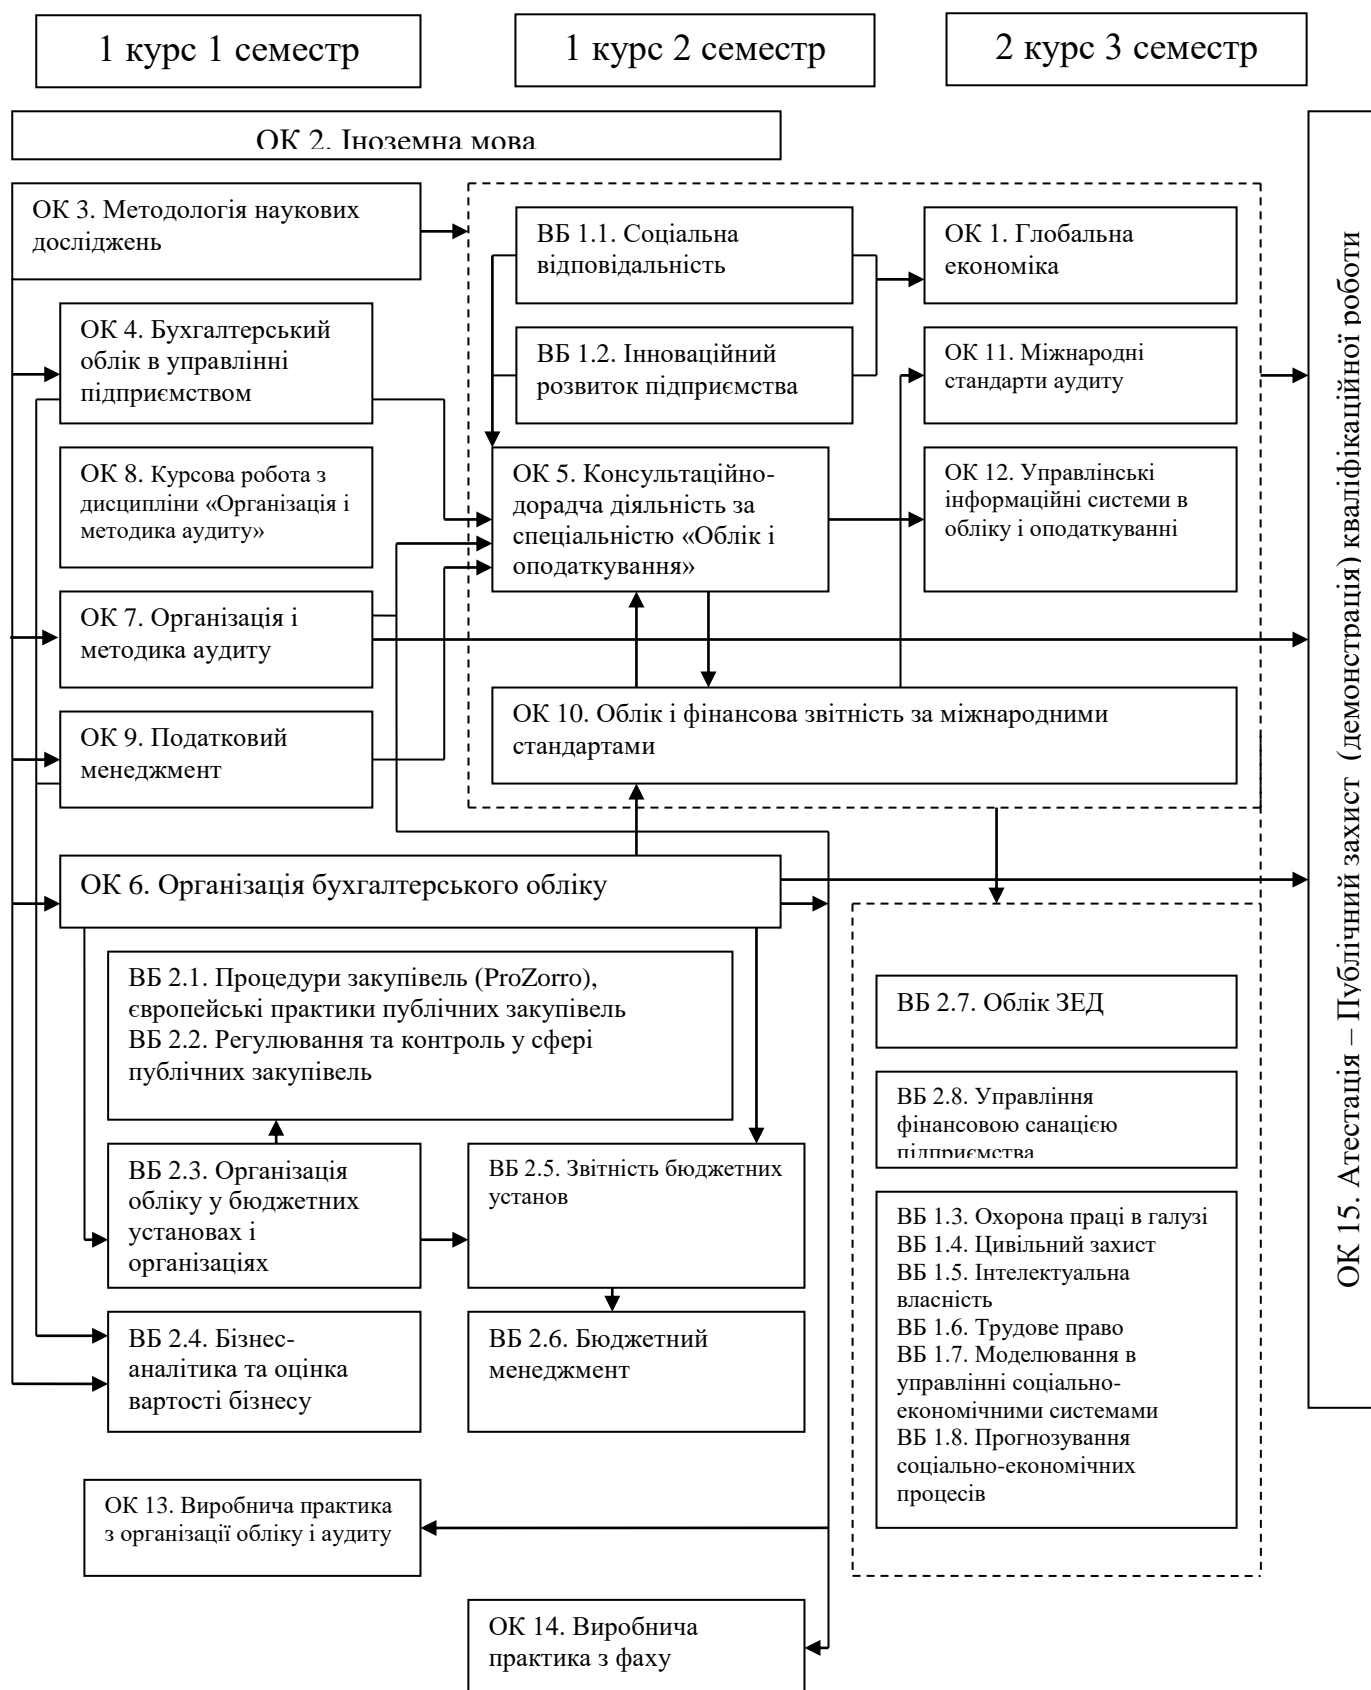 1 курс 1 семестр
1 курс 2 семестр
2 курс 3 семестр
ОК 2. Іноземна мова
ОК 3. Методологія наукових
досліджень
ВБ 1.1. Соціальна
відповідальність
ОК 1. Глобальна
економіка
ОК 4. Бухгалтерський
облік в управлінні
підприємством
ВБ 1.2. Інноваційний
розвиток підприємства
ОК 11. Міжнародні
стандарти аудиту
ОК 8. Курсова робота з
дисципліни «Організація і
методика аудиту»
ОК 5. Консультаційно-
дорадча діяльність за
спеціальністю «Облік і
оподаткування»
ОК 12. Управлінські
інформаційні системи в
обліку і оподаткуванні
ОК 7. Організація і
методика аудиту
ОК 10. Облік і фінансова звітність за міжнародними
стандартами
ОК 9. Податковий
менеджмент
ОК 6. Організація бухгалтерського обліку
ВБ 2.1. Процедури закупівель (ProZorro),
європейські практики публічних закупівель
ВБ 2.2. Регулювання та контроль у сфері
публічних закупівель
ВБ 2.7. Облік ЗЕД
ВБ 2.8. Управління
фінансовою санацією
підприємства
ВБ 2.3. Організація
обліку у бюджетних
установах і
організаціях
ВБ 2.5. Звітність бюджетних
установ
ВБ 1.3. Охорона праці в галузі
ВБ 1.4. Цивільний захист
ВБ 1.5. Інтелектуальна
власність
ВБ 1.6. Трудове право
ВБ 1.7. Моделювання в
управлінні соціально-
економічними системами
ВБ 1.8. Прогнозування
соціально-економічних
процесів
ВБ 2.4. Бізнес-
аналітика та оцінка
вартості бізнесу
ВБ 2.6. Бюджетний
менеджмент
ОК 13. Виробнича практика
з організації обліку і аудиту
ОК 14. Виробнича
практика з фаху
ОК 15. Атестація – Публічний захист (демонстрація) кваліфікаційної роботи